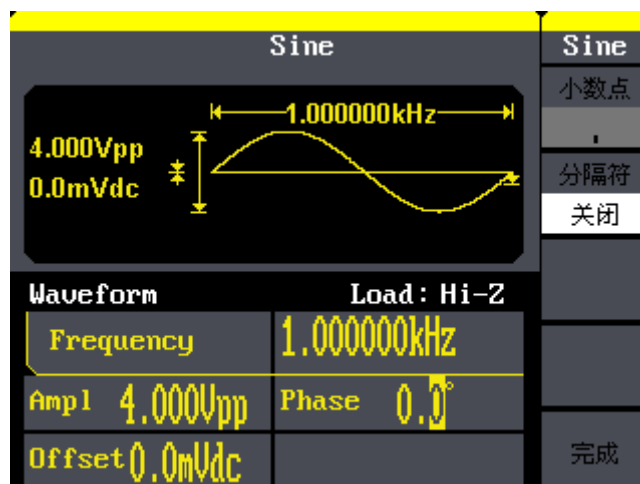 Sine
1.000000kHz
4.000Vpp
0.0mVdc
Waveform Load: Hi-Z
Frequency 1.000000kHz
Ampl 4.000Vpp Phase 0.0°
Offset 0.0mVdc
Sine
小数点
.
分隔符
关闭
完成